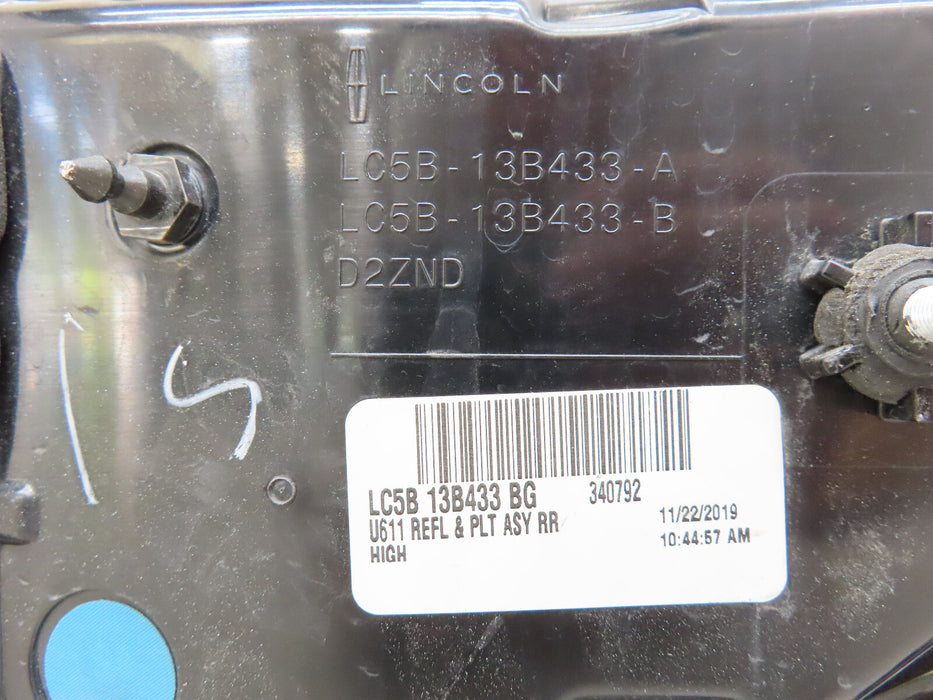 LINCOLN
LC5B-13B433-A
LC5B-13B433-B
D2ZND
15
LC5B 13B433 BG 340792
U611 REFL & PLT ASY RR 11/22/2019
HIGH 10:44:57 AM